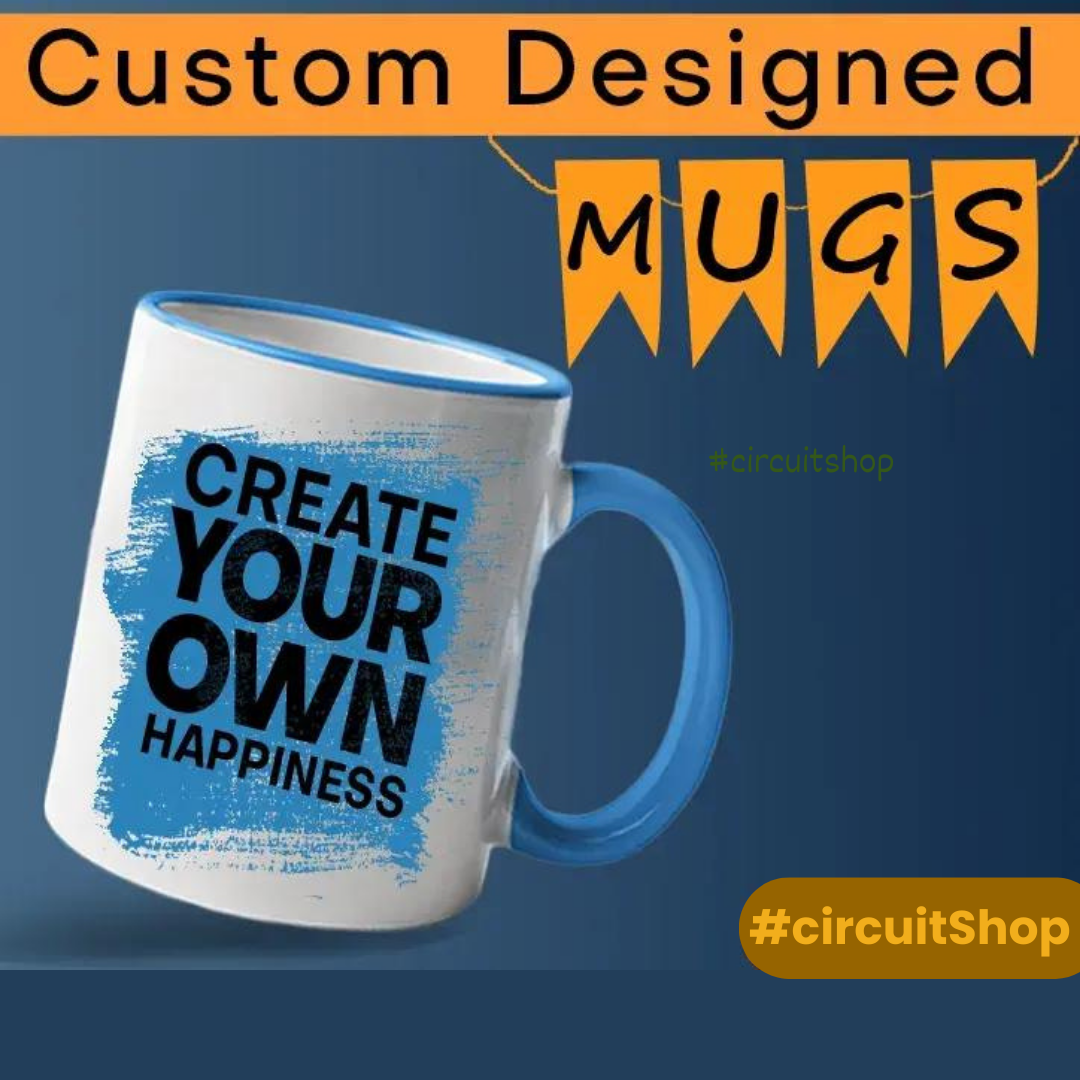 Custom Designed
MUGS
#circuitshop
CREATE
YOUR
OWN
HAPPINESS
#circuitShop